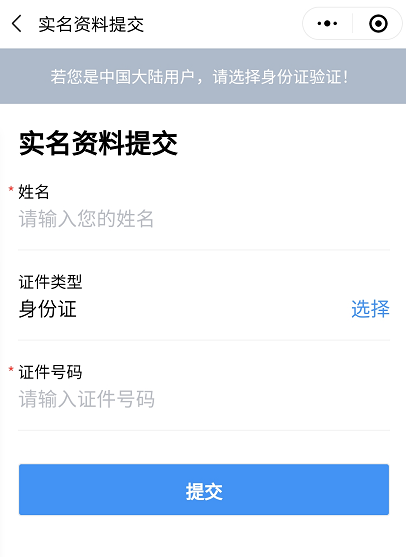 实名资料提交
若您是中国大陆用户，请选择身份证验证！
实名资料提交
* 姓名
请输入您的姓名
证件类型
身份证 选择
* 证件号码
请输入证件号码
提交